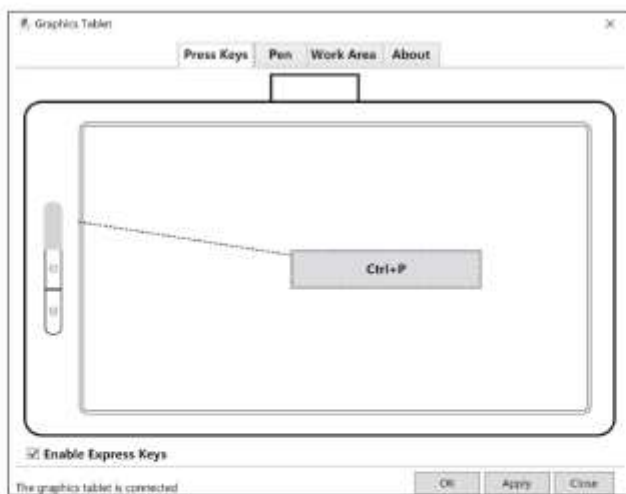 Graphics Tablet
Press Keys Pen Work Area About
Ctrl+P
Enable Express Keys
The graphics tablet is connected
OK Apply Close